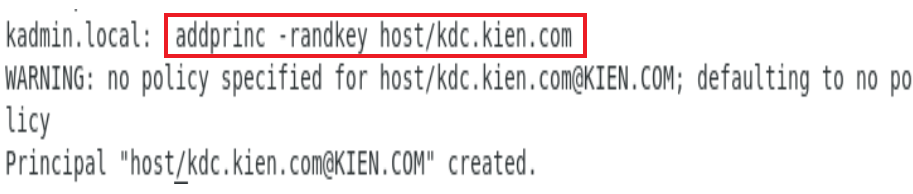 kadmin.local: addprinc -randkey host/kdc.kien.com
WARNING: no policy specified for host/kdc.kien.com@KIEN.COM; defaulting to no po
licy
Principal "host/kdc.kien.com@KIEN.COM" created.